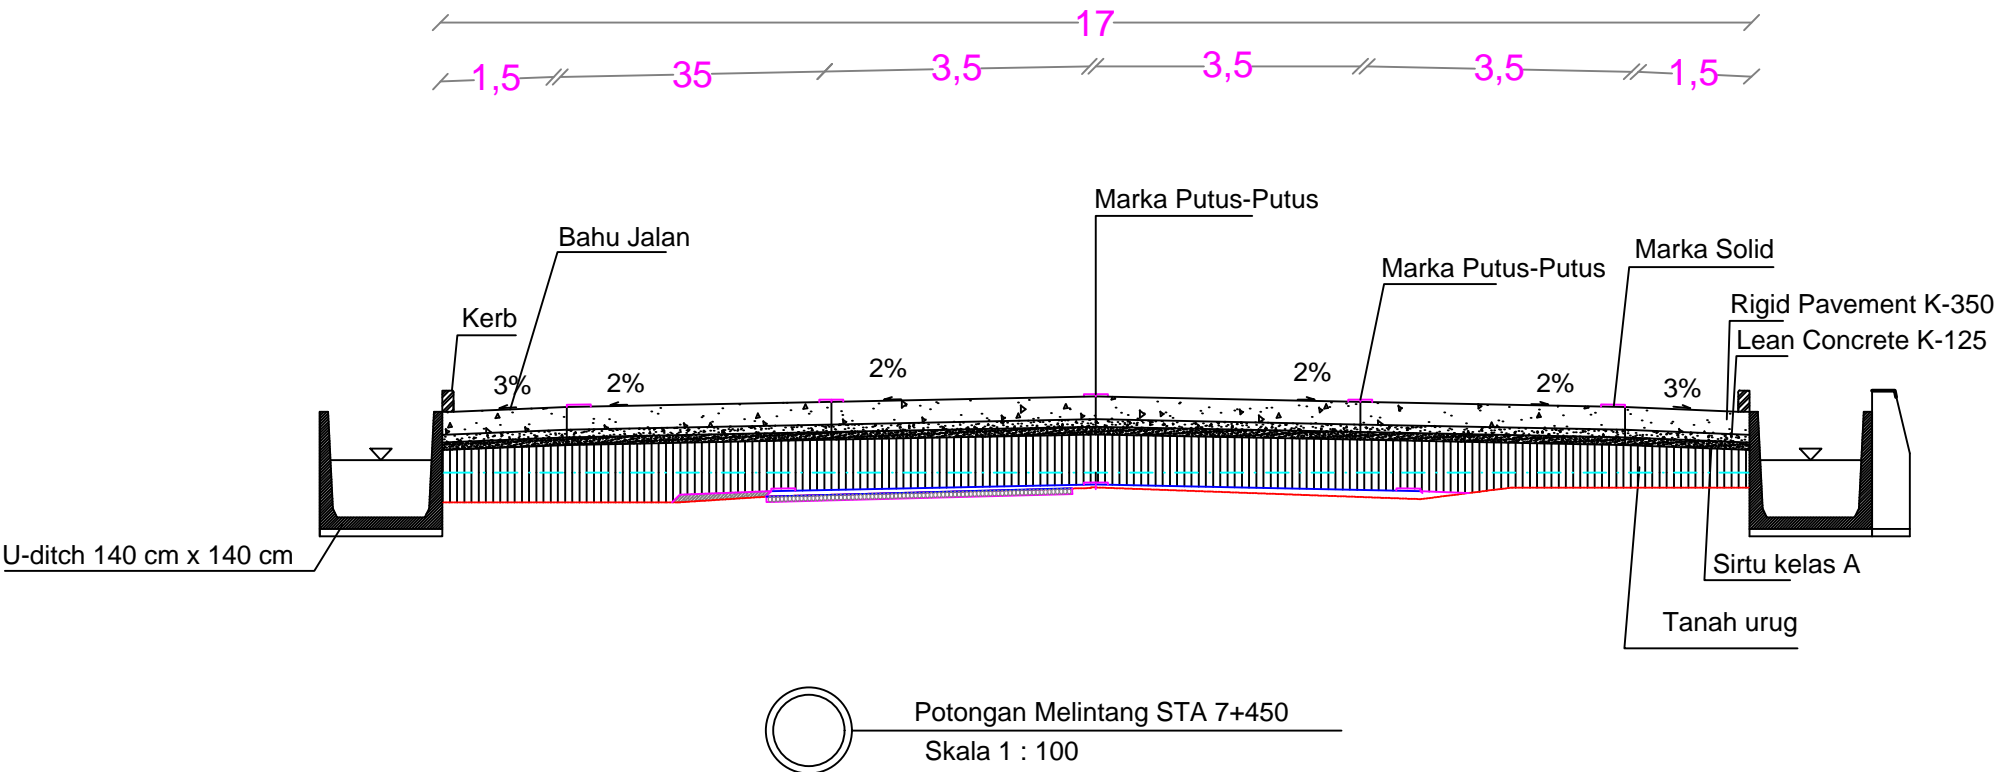 17
1,5 35 3,5 3,5 3,5 1,5
Marka Putus-Putus
Bahu Jalan
Marka Solid
Marka Putus-Putus
Rigid Pavement K-350
Kerb
Lean Concrete K-125
3% 2% 2% 2% 2% 3%
U-ditch 140 cm x 140 cm
Sirtu kelas A
Tanah urug
Potongan Melintang STA 7+450
Skala 1 : 100